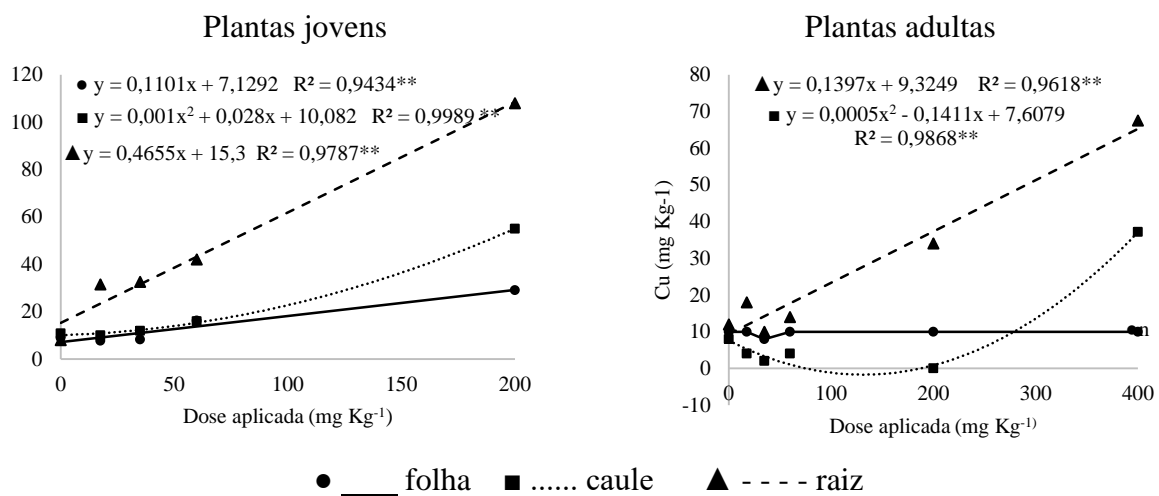 Plantas jovens
120
100
80
60
40
20
0
● y = 0,1101x + 7,1292 R² = 0,9434**
■ y = 0,001x² + 0,028x + 10,082 R² = 0,9989 **
▲ y = 0,4655x + 15,3 R² = 0,9787**
0 50 100 150 200
Dose aplicada (mg Kg⁻¹)
Plantas adultas
80
70
60
50
40
30
20
10
0
-10
Cu (mg Kg-1)
▲ y = 0,1397x + 9,3249 R² = 0,9618**
■ y = 0,0005x² - 0,1411x + 7,6079
R² = 0,9868**
n
0 100 200 300 400
Dose aplicada (mg Kg⁻¹⁾
● ____ folha ■ ...... caule ▲ - - - - raiz